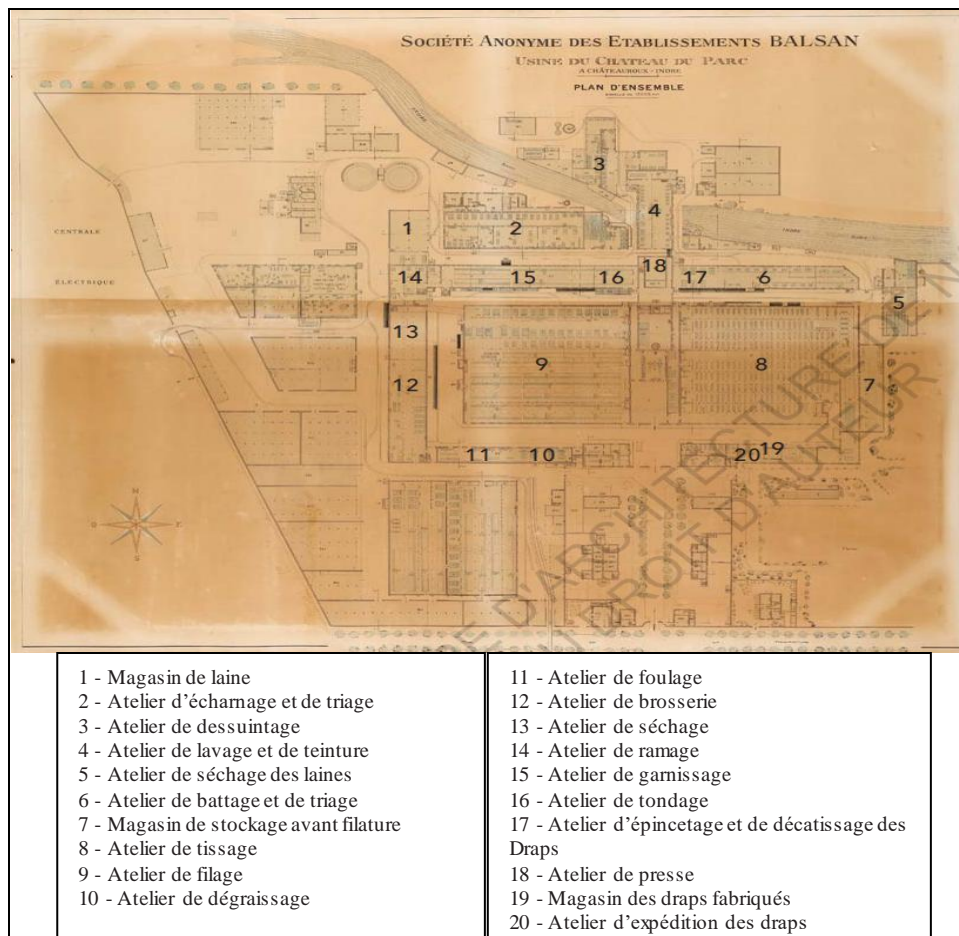 SOCIÉTÉ ANONYME DES ETABLISSEMENTS BALSAN
USINE DU CHATEAU DU PARC
A CHÂTEAUROUX - INDRE
PLAN D'ENSEMBLE
INDRE
CENTRALE
ÉLECTRIQUE
INDRE
3
4
1
2
14
15
16
18
17
6
5
13
9
8
7
12
11
10
20
19
N
E
S
O
E D'ARCHITECTURE DE N
DROIT D'AUTEUR
1 - Magasin de laine
2 - Atelier d’écharnage et de triage
3 - Atelier de dessuintage
4 - Atelier de lavage et de teinture
5 - Atelier de séchage des laines
6 - Atelier de battage et de triage
7 - Magasin de stockage avant filature
8 - Atelier de tissage
9 - Atelier de filage
10 - Atelier de dégraissage
11 - Atelier de foulage
12 - Atelier de brosserie
13 - Atelier de séchage
14 - Atelier de ramage
15 - Atelier de garnissage
16 - Atelier de tondage
17 - Atelier d’épincetage et de décatissage des
Draps
18 - Atelier de presse
19 - Magasin des draps fabriqués
20 - Atelier d’expédition des draps